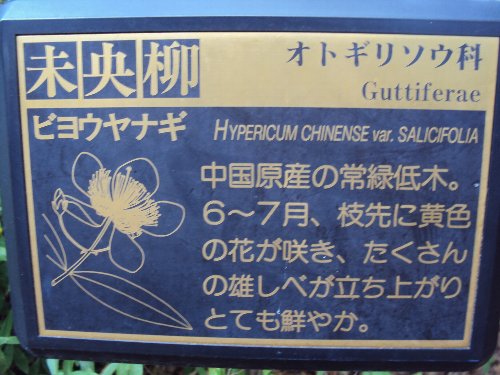 未央柳
オトギリソウ科
Guttiferae
ビヨウヤナギ
HYPERICUM CHINENSE var. SALICIFOLIA
中国原産の常緑低木。
6〜7月、枝先に黄色
の花が咲き、たくさん
の雄しべが立ち上がり
とても鮮やか。